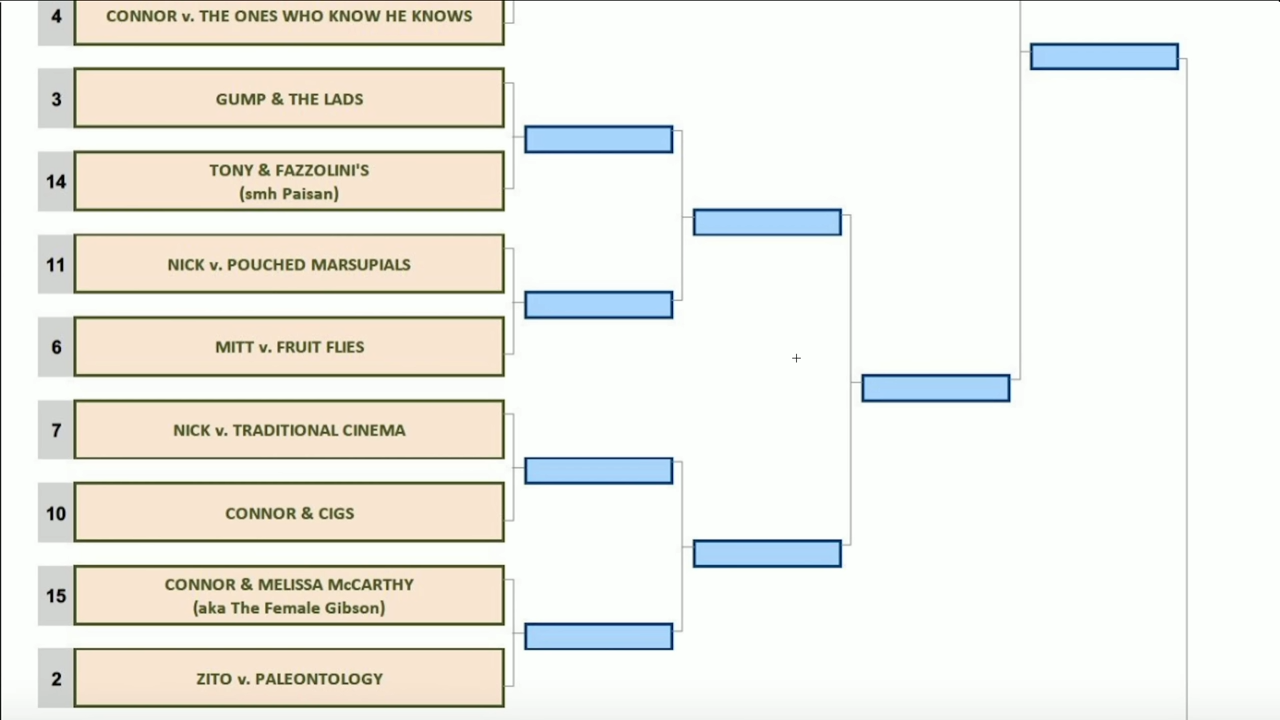 4
CONNOR v. THE ONES WHO KNOW HE KNOWS
3
GUMP & THE LADS
14
TONY & FAZZOLINI'S
(smh Paisan)
11
NICK v. POUCHED MARSUPIALS
6
MITT v. FRUIT FLIES
7
NICK v. TRADITIONAL CINEMA
10
CONNOR & CIGS
15
CONNOR & MELISSA McCARTHY
(aka The Female Gibson)
2
ZITO v. PALEONTOLOGY